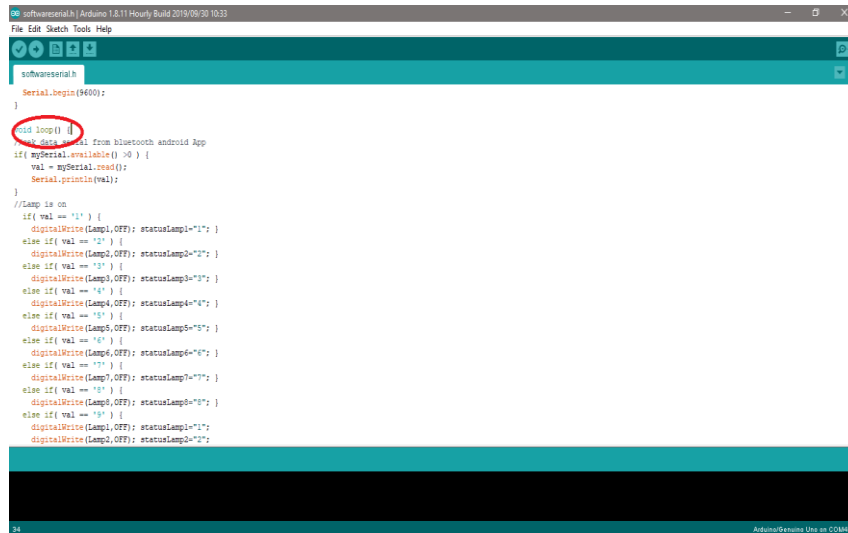 softwareserial.h | Arduino 1.8.11 Hourly Build 2019/09/30 10:33
File Edit Sketch Tools Help
softwareserial.h
Serial.begin(9600);
}
void loop() {
data serial from bluetooth android App
if( mySerial.available() >0 ) {
val = mySerial.read();
Serial.println(val);
}
//Lamp is on
if( val == '1' ) {
digitalWrite(Lamp1,OFF); statusLamp1="1"; }
else if( val == '2' ) {
digitalWrite(Lamp2,OFF); statusLamp2="2"; }
else if( val == '3' ) {
digitalWrite(Lamp3,OFF); statusLamp3="3"; }
else if( val == '4' ) {
digitalWrite(Lamp4,OFF); statusLamp4="4"; }
else if( val == '5' ) {
digitalWrite(Lamp5,OFF); statusLamp5="5"; }
else if( val == '6' ) {
digitalWrite(Lamp6,OFF); statusLamp6="6"; }
else if( val == '7' ) {
digitalWrite(Lamp7,OFF); statusLamp7="7"; }
else if( val == '8' ) {
digitalWrite(Lamp8,OFF); statusLamp8="8"; }
else if( val == '9' ) {
digitalWrite(Lamp1,OFF); statusLamp1="1";
digitalWrite(Lamp2,OFF); statusLamp2="2";
34
Arduino/Genuino Uno on COM4